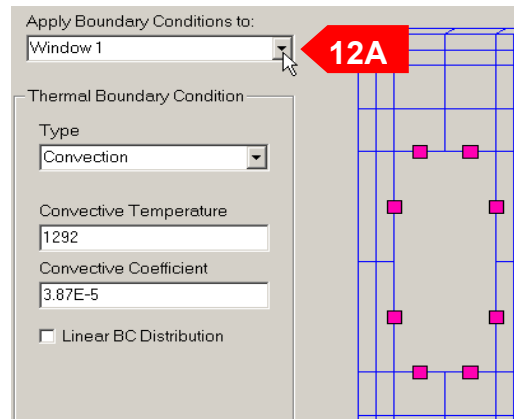 Apply Boundary Conditions to:
Window 1
12A
Thermal Boundary Condition
Type
Convection
Convective Temperature
1292
Convective Coefficient
3.87E-5
Linear BC Distribution